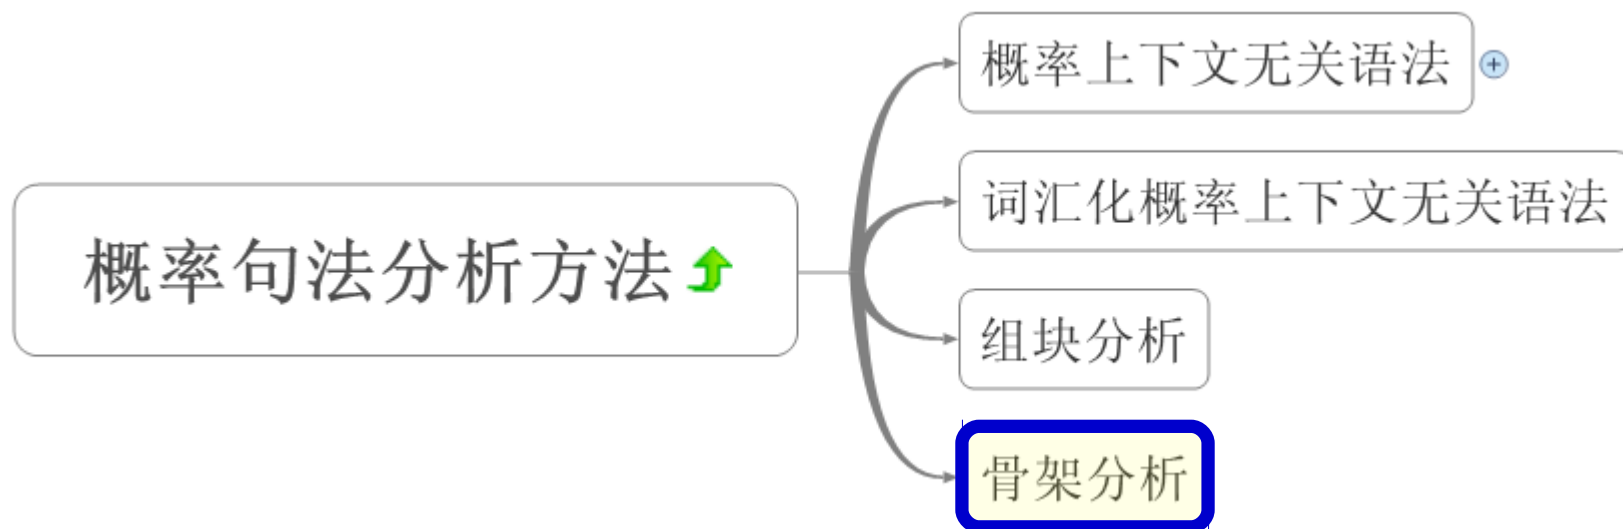 概率上下文无关语法
词汇化概率上下文无关语法
概率句法分析方法
组块分析
骨架分析